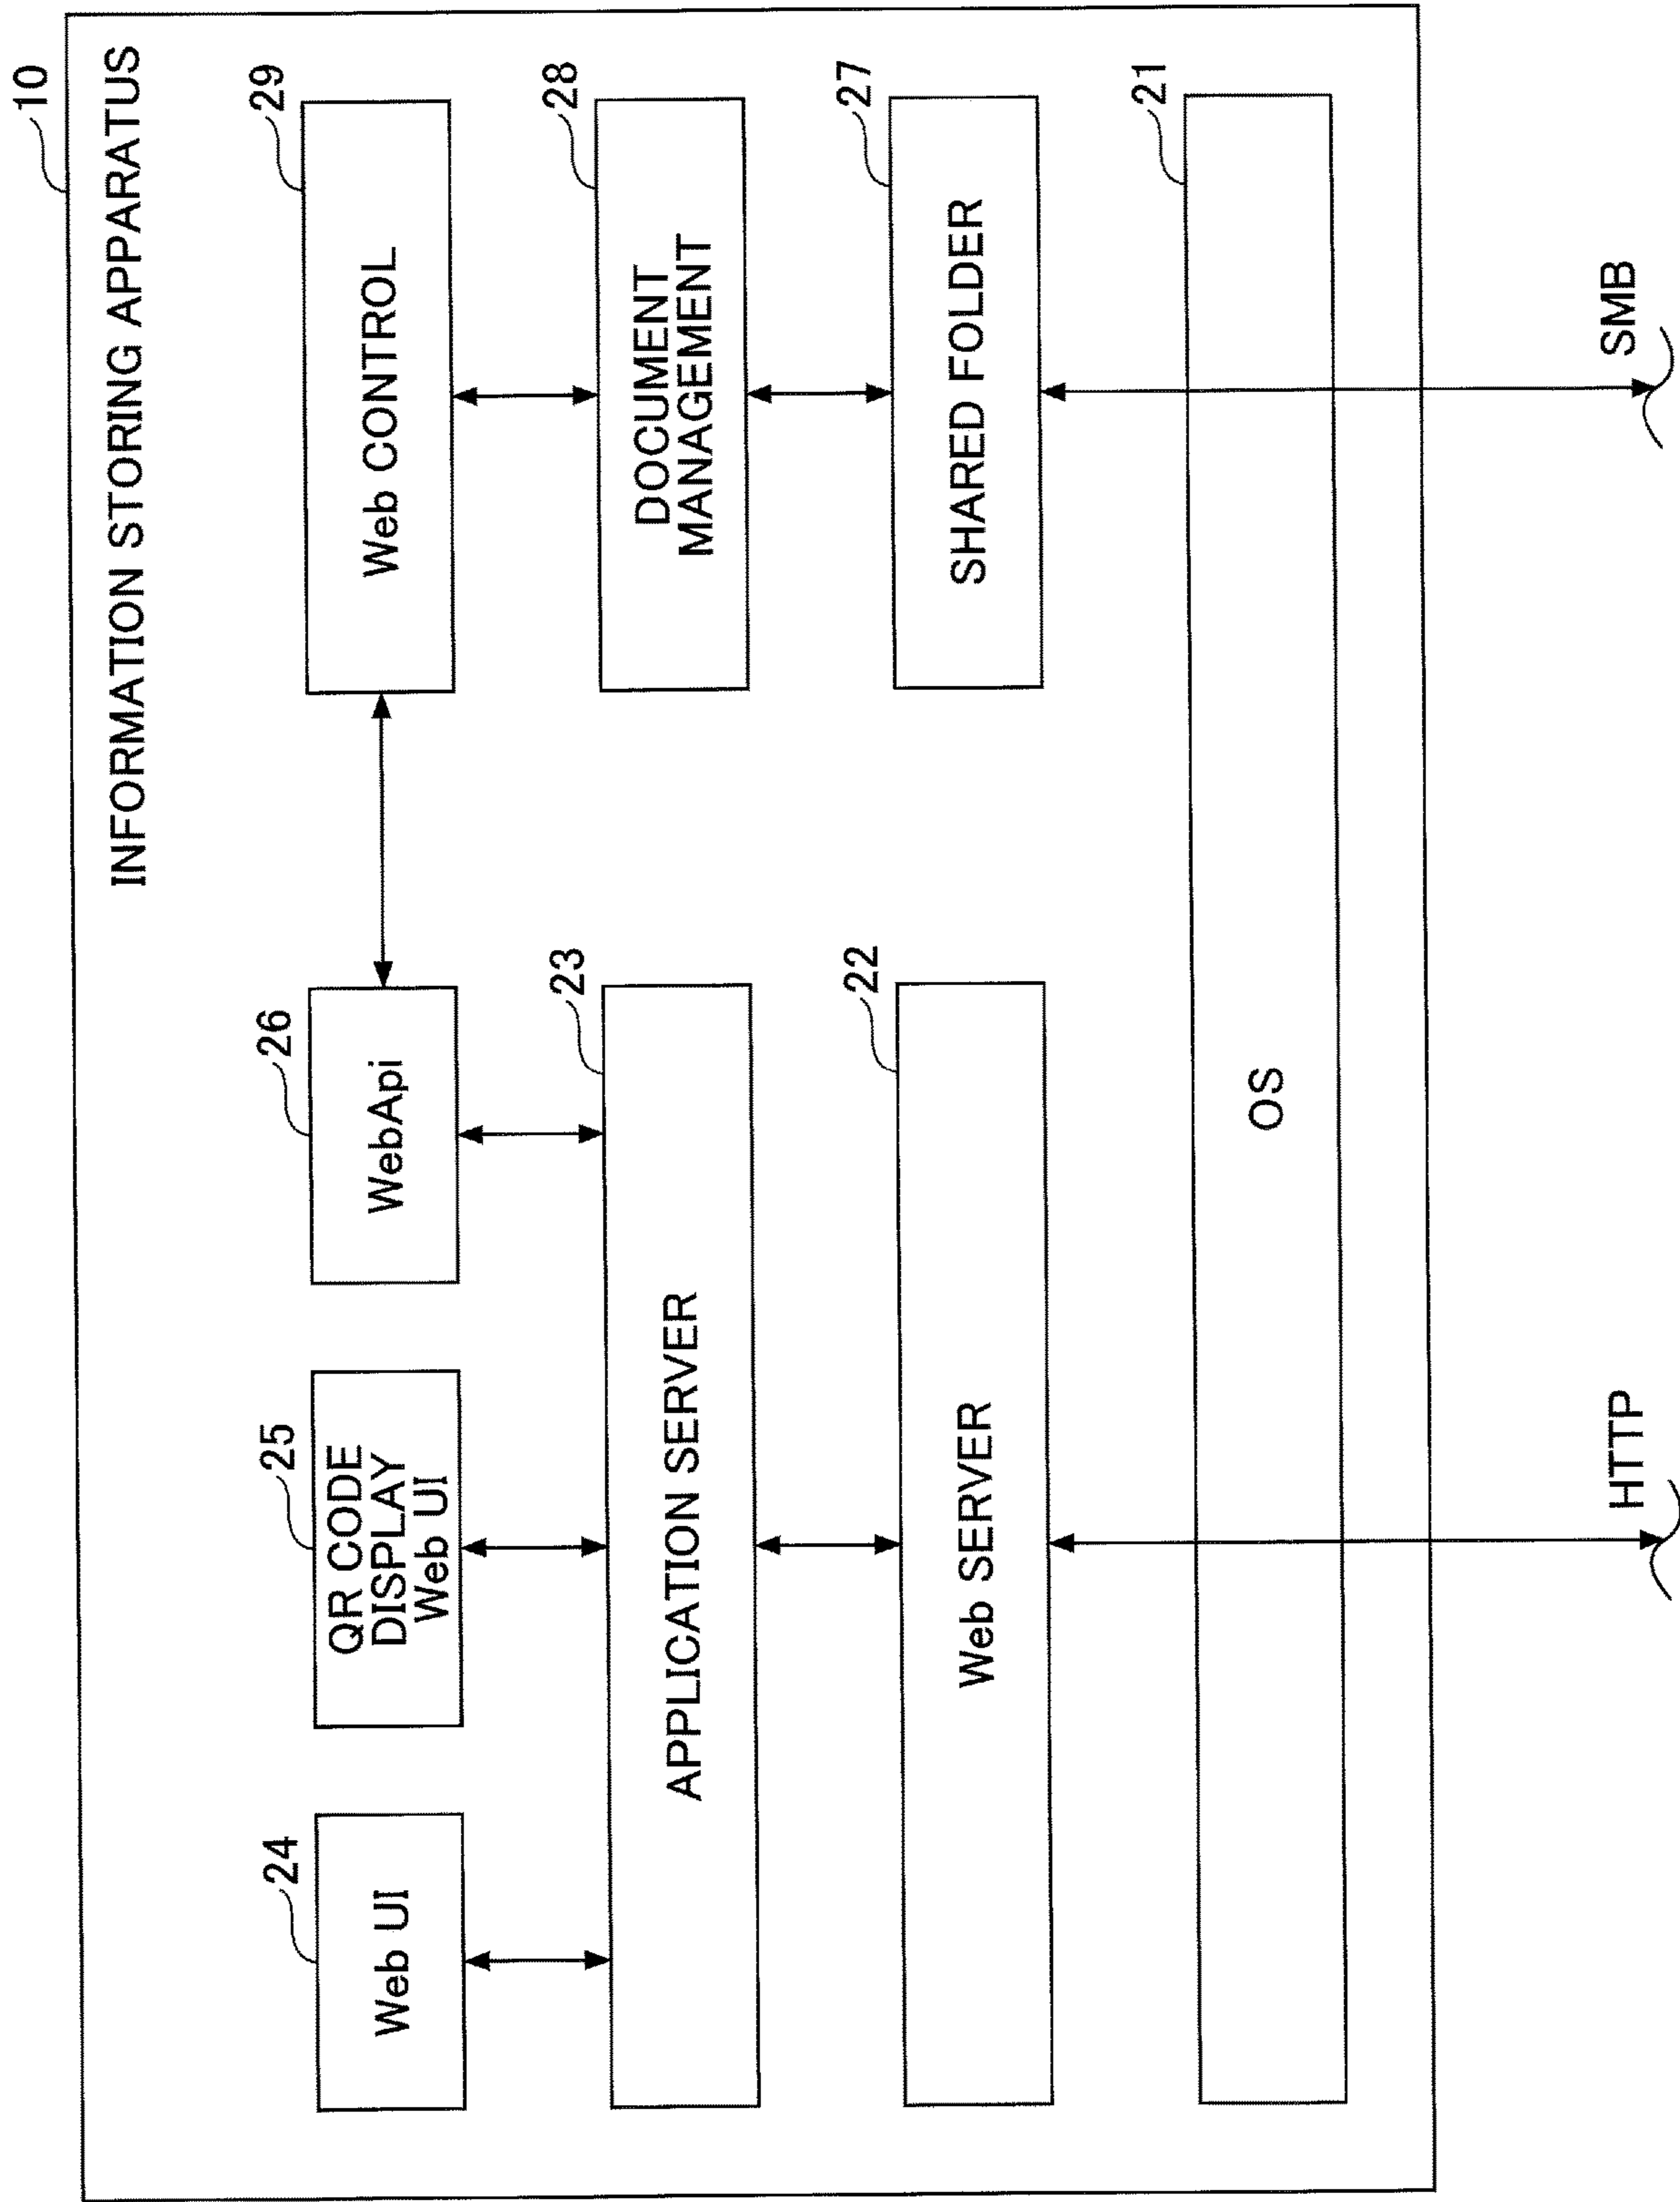 10
INFORMATION STORING APPARATUS
24
Web UI
25
QR CODE
DISPLAY
Web UI
26
WebApi
29
Web CONTROL
23
APPLICATION SERVER
28
DOCUMENT
MANAGEMENT
22
Web SERVER
27
SHARED FOLDER
21
OS
HTTP
SMB